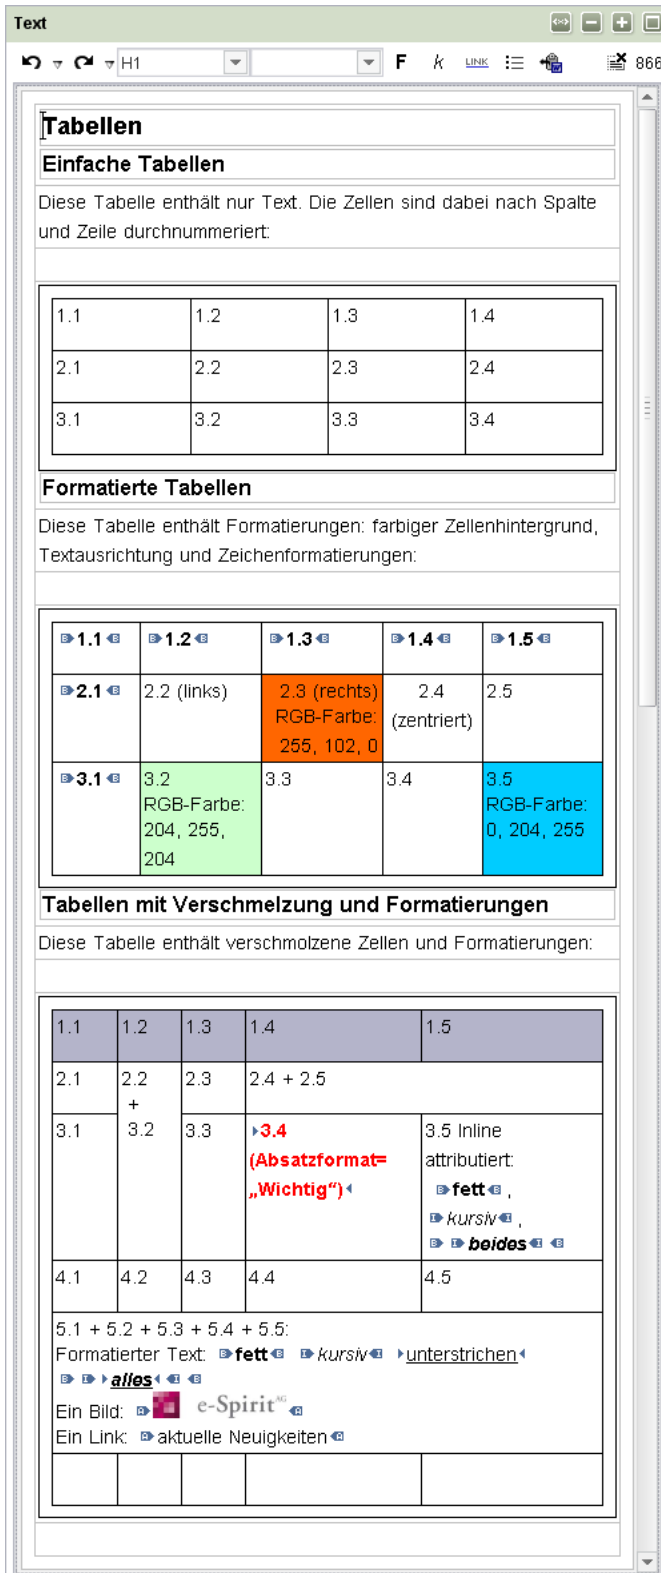 Text
H1 F k LINK 866
Tabellen
Einfache Tabellen
Diese Tabelle enthält nur Text. Die Zellen sind dabei nach Spalte
und Zeile durchnummeriert:
1.1 1.2 1.3 1.4
2.1 2.2 2.3 2.4
3.1 3.2 3.3 3.4
Formatierte Tabellen
Diese Tabelle enthält Formatierungen: farbiger Zellenhintergrund,
Textausrichtung und Zeichenformatierungen:
B 1.1 B B 1.2 B B 1.3 B B 1.4 B B 1.5 B
B 2.1 B 2.2 (links) 2.3 (rechts) 2.4 2.5
RGB-Farbe: (zentriert)
255, 102, 0
B 3.1 B 3.2 3.3 3.4 3.5
RGB-Farbe: RGB-Farbe:
204, 255, 0, 204, 255
204
Tabellen mit Verschmelzung und Formatierungen
Diese Tabelle enthält verschmolzene Zellen und Formatierungen:
1.1 1.2 1.3 1.4 1.5
2.1 2.2 2.3 2.4 + 2.5
+
3.1 3.2 3.3 3.4 3.5 Inline
(Absatzformat= attributiert:
„Wichtig“) B fett B ,
I kursiv I ,
B I beides I B
4.1 4.2 4.3 4.4 4.5
5.1 + 5.2 + 5.3 + 5.4 + 5.5:
Formatierter Text: B fett B I kursiv I unterstrichen
B I alles I B
Ein Bild: A e-Spirit AG A
Ein Link: A aktuelle Neuigkeiten A